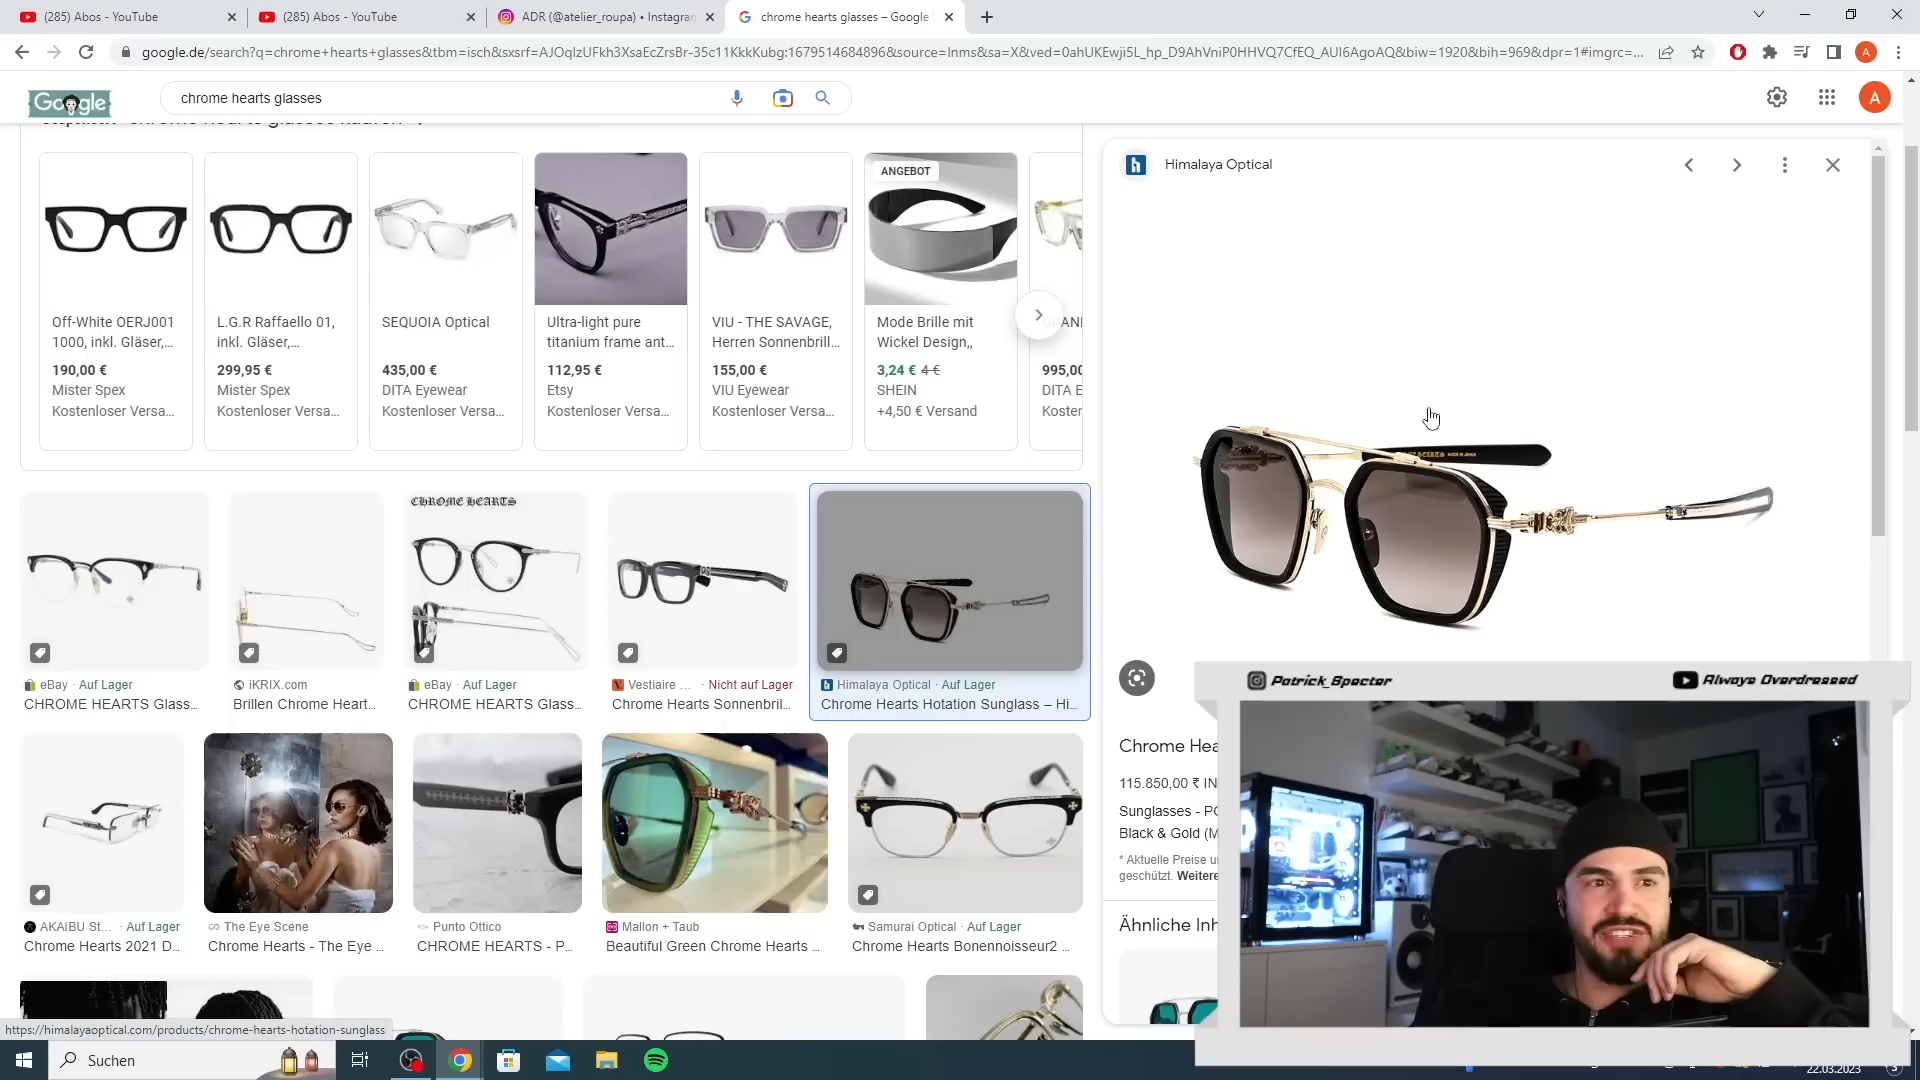 (285) Abos - YouTube
(285) Abos - YouTube
ADR (@atelier_roupa) • Instagram
chrome hearts glasses – Google
google.de/search?q=chrome+hearts+glasses&tbm=isch&sxsrf=AJOqlzUFkh3XsaEcZrsBr-35c11KkkKubg:1679514684896&source=lnms&sa=X&ved=0ahUKEwji5L_hp_D9AhVniP0HHVQ7CfEQ_AUI6AgoAQ&biw=1920&bih=969&dpr=1#imgrc=...
A
Google
chrome hearts glasses
A
ANGEBOT
Off-White OERJ001
1000, inkl. Gläser,...
190,00 €
Mister Spex
Kostenloser Versa...
L.G.R Raffaello 01,
inkl. Gläser,...
299,95 €
Mister Spex
Kostenloser Versa...
SEQUOIA Optical
435,00 €
DITA Eyewear
Kostenloser Versa...
Ultra-light pure
titanium frame ant...
112,95 €
Etsy
Kostenloser Versa...
VIU - THE SAVAGE,
Herren Sonnenbrill...
155,00 €
VIU Eyewear
Kostenloser Versa...
Mode Brille mit
Wickel Design,,
3,24 € 4 €
SHEIN
+4,50 € Versand
995,00
DITA E
Koster
CHROME HEARTS
eBay · Auf Lager
CHROME HEARTS Glass...
iKRIX.com
Brillen Chrome Heart...
eBay · Auf Lager
CHROME HEARTS Glass...
Vestiaire ... · Nicht auf Lager
Chrome Hearts Sonnenbril...
Himalaya Optical · Auf Lager
Chrome Hearts Hotation Sunglass – Hi...
AKAIBU St... · Auf Lager
Chrome Hearts 2021 D...
The Eye Scene
Chrome Hearts - The Eye ...
Punto Ottico
CHROME HEARTS - P...
Mallon + Taub
Beautiful Green Chrome Hearts ...
Samurai Optical · Auf Lager
Chrome Hearts Bonennoisseur2 ...
Himalaya Optical
MADE IN JAPAN
Chrome Hea
115.850,00 ₹ IN
Sunglasses - PC
Black & Gold (M
* Aktuelle Preise u
geschützt. Weitere
Ähnliche Inh
Patrick_Specter
Always Overdressed
https://himalayaoptical.com/products/chrome-hearts-hotation-sunglass
Suchen
22.03.2023
3